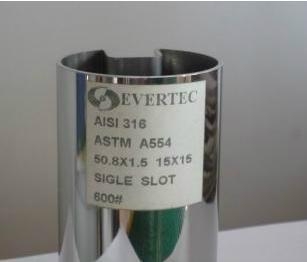 EVERTEC
AISI 316
ASTM A554
50.8X1.5 15X15
SIGLE SLOT
600#